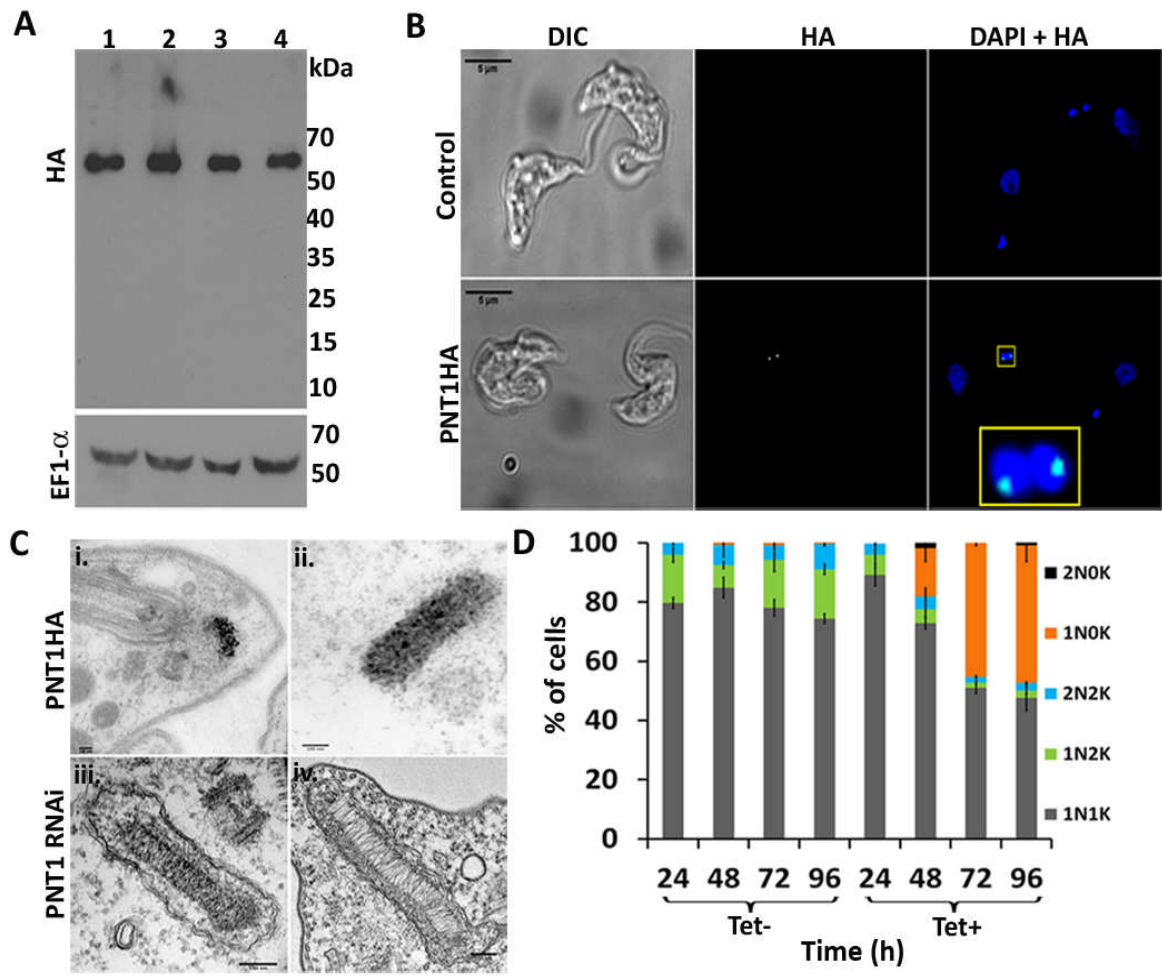 A
1 2 3 4
kDa
HA
70
50
40
35
25
15
10
EF1-α
70
50
B
DIC HA DAPI + HA
Control
5 µm
PNT1HA
5 µm
C
PNT1HA
i. ii.
PNT1 RNAi
iii. iv.
D
% of cells
100
80
60
40
20
0
24 48 72 96 24 48 72 96
Tet- Tet+
Time (h)
2N0K
1N0K
2N2K
1N2K
1N1K